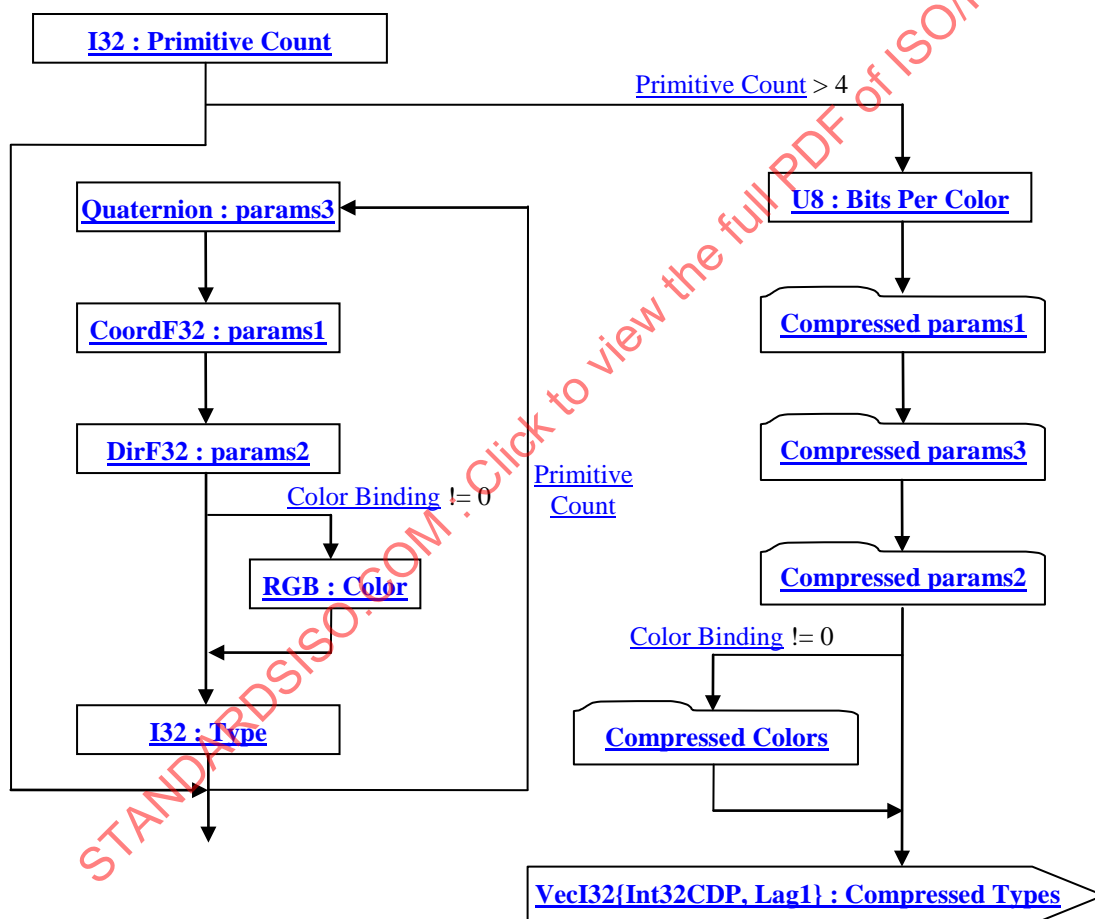 I32 : Primitive Count
Primitive Count > 4
Quaternion : params3
U8 : Bits Per Color
CoordF32 : params1
Compressed params1
DirF32 : params2
Compressed params3
Color Binding != 0
Primitive
Count
RGB : Color
Compressed params2
Color Binding != 0
I32 : Type
Compressed Colors
VecI32{Int32CDP, Lag1} : Compressed Types
STANDARDSISO.COM : Click to view the full PDF of ISO/